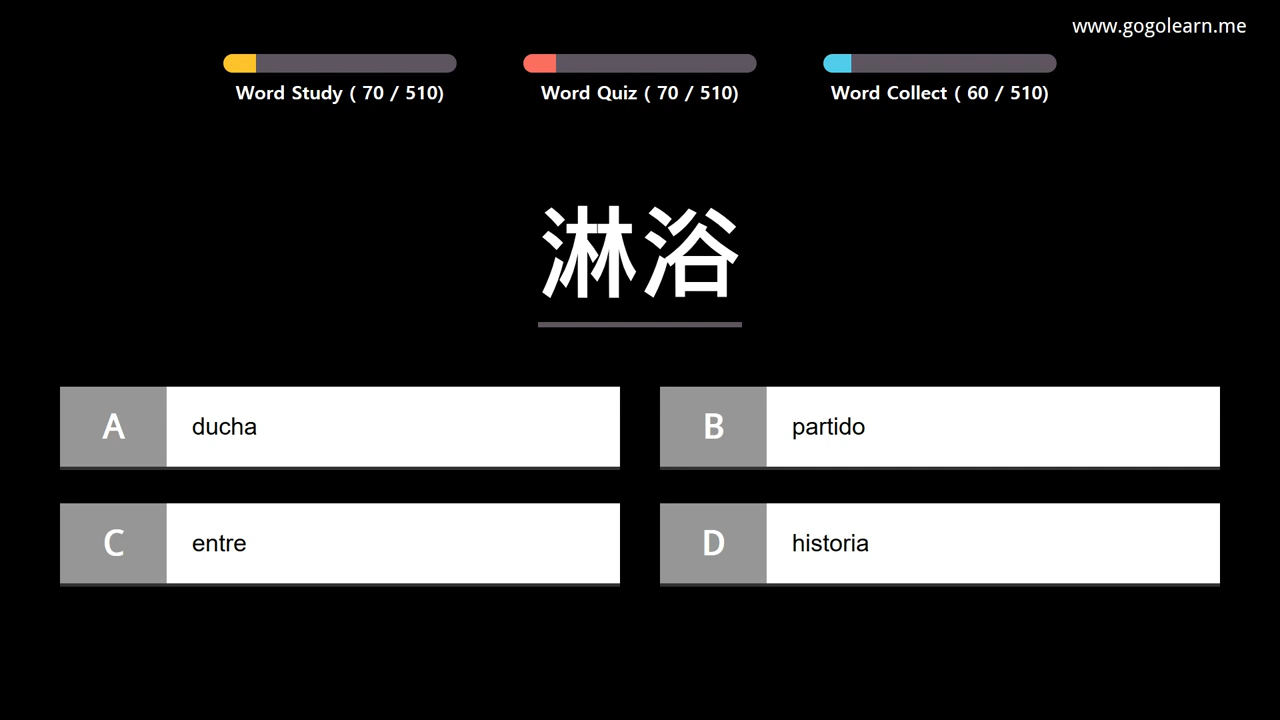 www.gogolearn.me
Word Study ( 70 / 510)
Word Quiz ( 70 / 510)
Word Collect ( 60 / 510)
淋浴
A ducha
B partido
C entre
D historia